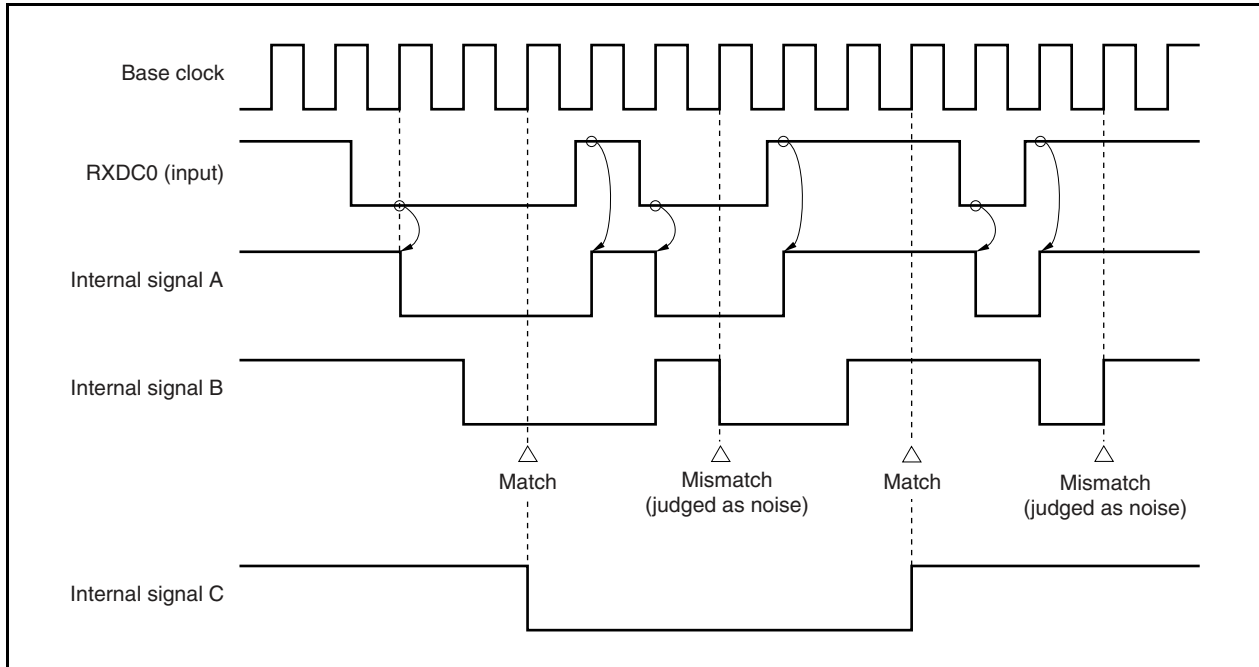 Base clock
RXDC0 (input)
Internal signal A
Internal signal B
Match
Mismatch
(judged as noise)
Match
Mismatch
(judged as noise)
Internal signal C